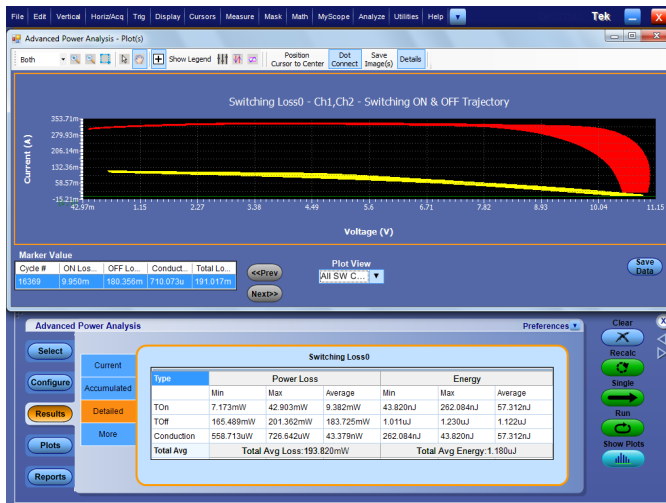 File Edit Vertical Horiz/Acq Trig Display Cursors Measure Mask Math MyScope Analyze Utilities Help Tek X
Advanced Power Analysis - Plot(s)
Both Show Legend Position Cursor to Center Dot Connect Save Image(s) Details
Switching Loss0 - Ch1,Ch2 - Switching ON & OFF Trajectory
Current (A)
353.71m
279.93m
206.14m
132.36m
58.57m
-15.21m
42.97m 1.15 2.27 3.38 4.49 5.6 6.71 7.82 8.93 10.04 11.15
Voltage (V)
Marker Value
Cycle # ON Los... OFF Lo... Conduct... Total Lo...
16369 9.950m 180.356m 710.073u 191.017m
<<Prev
Next>>
Plot View
All SW C...
Save Data
Advanced Power Analysis Preferences
Select
Configure
Results
Plots
Reports
Current
Accumulated
Detailed
More
Switching Loss0
Type Power Loss Energy
Min Max Average Min Max Average
TOn 7.173mW 42.903mW 9.382mW 43.820nJ 262.084nJ 57.312nJ
TOff 165.489mW 201.362mW 183.725mW 1.011uJ 1.230uJ 1.122uJ
Conduction 558.713uW 726.642uW 43.379nW 262.084nJ 43.820nJ 57.312nJ
Total Avg Total Avg Loss:193.820mW Total Avg Energy:1.180uJ
Clear X
Recalc
Single
Run
Show Plots